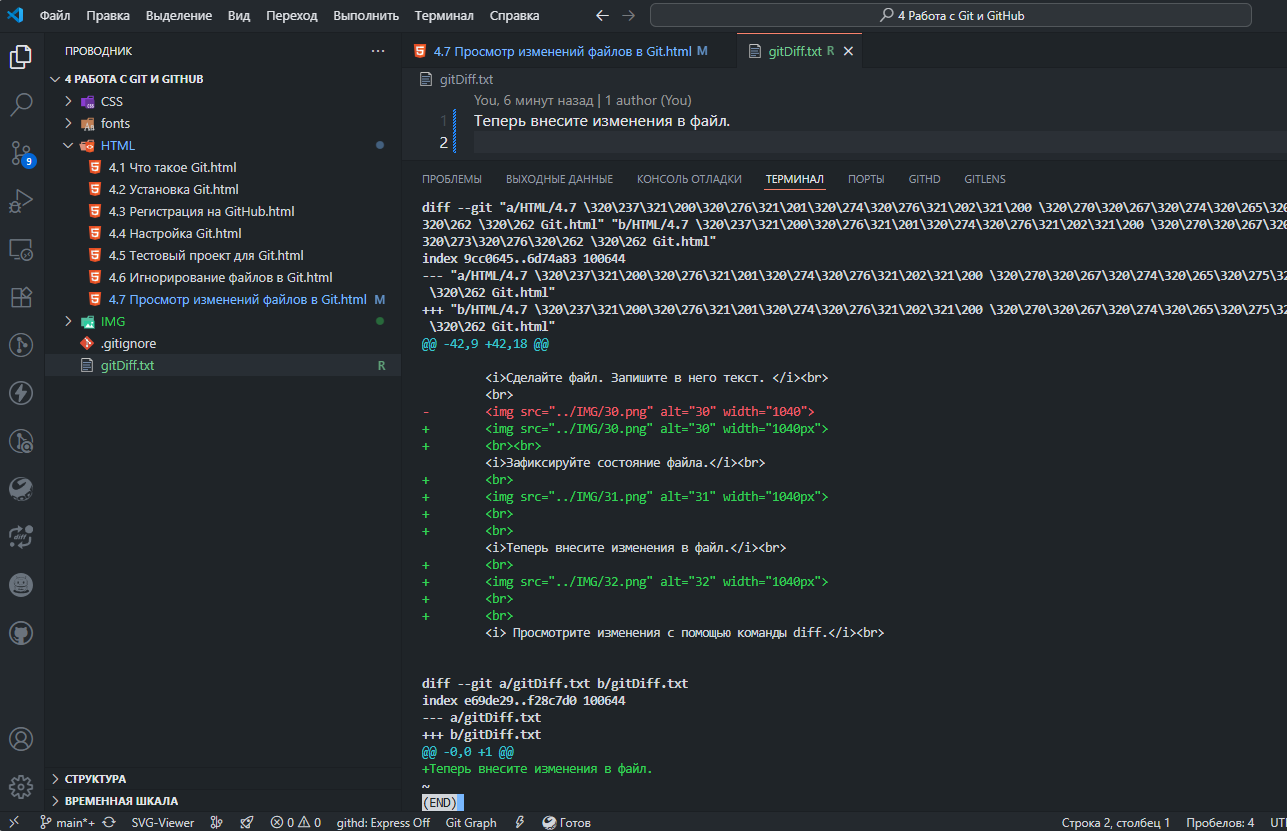 Файл Правка Выделение Вид Переход Выполнить Терминал Справка
4 Работа с Git и GitHub
ПРОВОДНИК
4 РАБОТА С GIT И GITHUB
CSS
fonts
HTML
4.1 Что такое Git.html
4.2 Установка Git.html
4.3 Регистрация на GitHub.html
4.4 Настройка Git.html
4.5 Тестовый проект для Git.html
4.6 Игнорирование файлов в Git.html
4.7 Просмотр изменений файлов в Git.html M
IMG
.gitignore
gitDiff.txt R
СТРУКТУРА
ВРЕМЕННАЯ ШКАЛА
9
4.7 Просмотр изменений файлов в Git.html M
gitDiff.txt R
gitDiff.txt
You, 6 минут назад | 1 author (You)
1 Теперь внесите изменения в файл.
2
ПРОБЛЕМЫ ВЫХОДНЫЕ ДАННЫЕ КОНСОЛЬ ОТЛАДКИ ТЕРМИНАЛ ПОРТЫ GITHD GITLENS
diff --git "a/HTML/4.7 \320\237\321\200\320\276\321\201\320\274\320\276\321\202\321\200 \320\270\320\267\320\274\320\265\320
320\262 \320\262 Git.html" "b/HTML/4.7 \320\237\321\200\320\276\321\201\320\274\320\276\321\202\321\200 \320\270\320\267\320
320\273\320\276\320\262 \320\262 Git.html"
index 9cc0645..6d74a83 100644
--- "a/HTML/4.7 \320\237\321\200\320\276\321\201\320\274\320\276\321\202\321\200 \320\270\320\267\320\274\320\265\320\275\32
\320\262 Git.html"
+++ "b/HTML/4.7 \320\237\321\200\320\276\321\201\320\274\320\276\321\202\321\200 \320\270\320\267\320\274\320\265\320\275\32
\320\262 Git.html"
@@ -42,9 +42,18 @@
<i>Сделайте файл. Запишите в него текст. </i><br>
<br>
- <img src="../IMG/30.png" alt="30" width="1040">
+ <img src="../IMG/30.png" alt="30" width="1040px">
+ <br><br>
<i>Зафиксируйте состояние файла.</i><br>
+ <br>
+ <img src="../IMG/31.png" alt="31" width="1040px">
+ <br>
+ <br>
<i>Теперь внесите изменения в файл.</i><br>
+ <br>
+ <img src="../IMG/32.png" alt="32" width="1040px">
+ <br>
+ <br>
<i> Просмотрите изменения с помощью команды diff.</i><br>
diff --git a/gitDiff.txt b/gitDiff.txt
index e69de29..f28c7d0 100644
--- a/gitDiff.txt
+++ b/gitDiff.txt
@@ -0,0 +1 @@
+Теперь внесите изменения в файл.
~
(END)
main*+ SVG-Viewer 0 0 githd: Express Off Git Graph Готов Строка 2, столбец 1 Пробелов: 4 UT